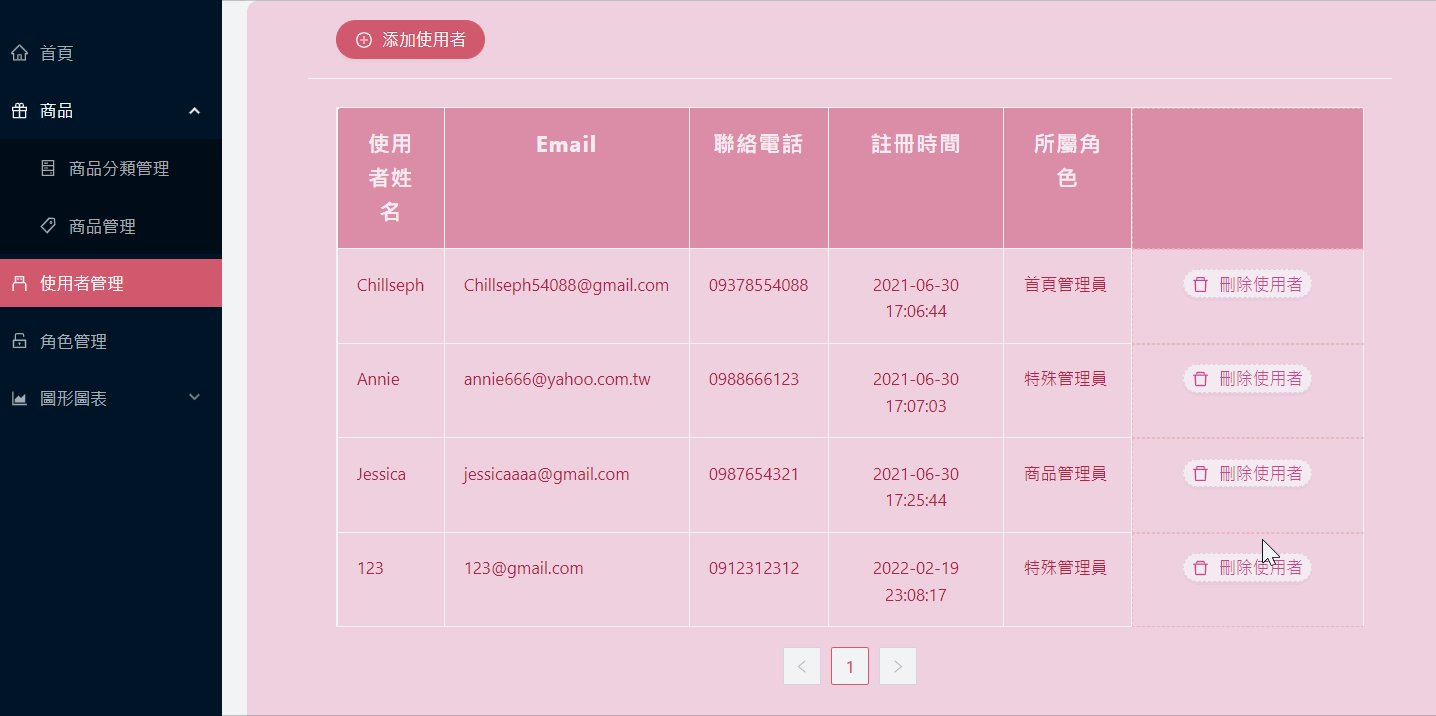 首頁
商品
商品分類管理
商品管理
使用者管理
角色管理
圖形圖表
添加使用者
使用者姓名 Email 聯絡電話 註冊時間 所屬角色
Chillseph Chillseph54088@gmail.com 09378554088 2021-06-30 17:06:44 首頁管理員 刪除使用者
Annie annie666@yahoo.com.tw 0988666123 2021-06-30 17:07:03 特殊管理員 刪除使用者
Jessica jessicaaaa@gmail.com 0987654321 2021-06-30 17:25:44 商品管理員 刪除使用者
123 123@gmail.com 0912312312 2022-02-19 23:08:17 特殊管理員 刪除使用者
1